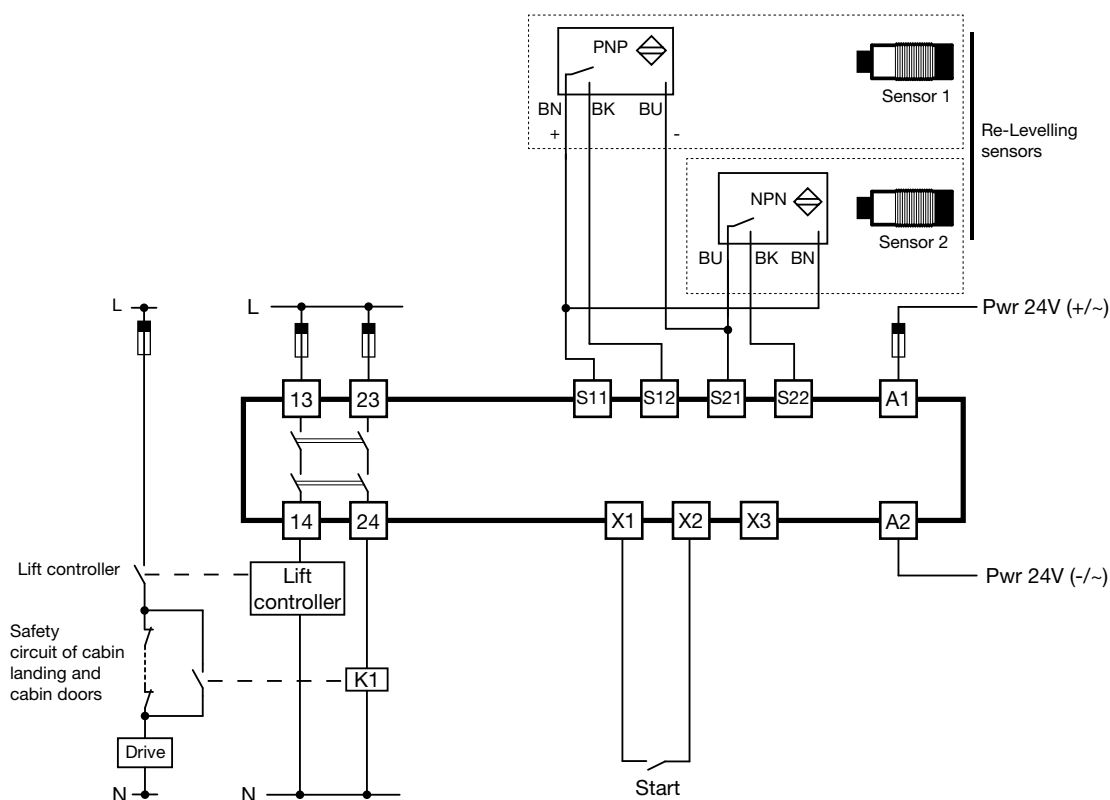 PNP
Sensor 1
BN BK BU
+ -
Re-Levelling
sensors
NPN
Sensor 2
BU BK BN
L
L
Pwr 24V (+/~)
13
23
S11
S12
S21
S22
A1
14
24
X1
X2
X3
A2
Lift controller
Lift
controller
Pwr 24V (-/~)
Safety
circuit of cabin
landing and
cabin doors
K1
Drive
Start
N
N